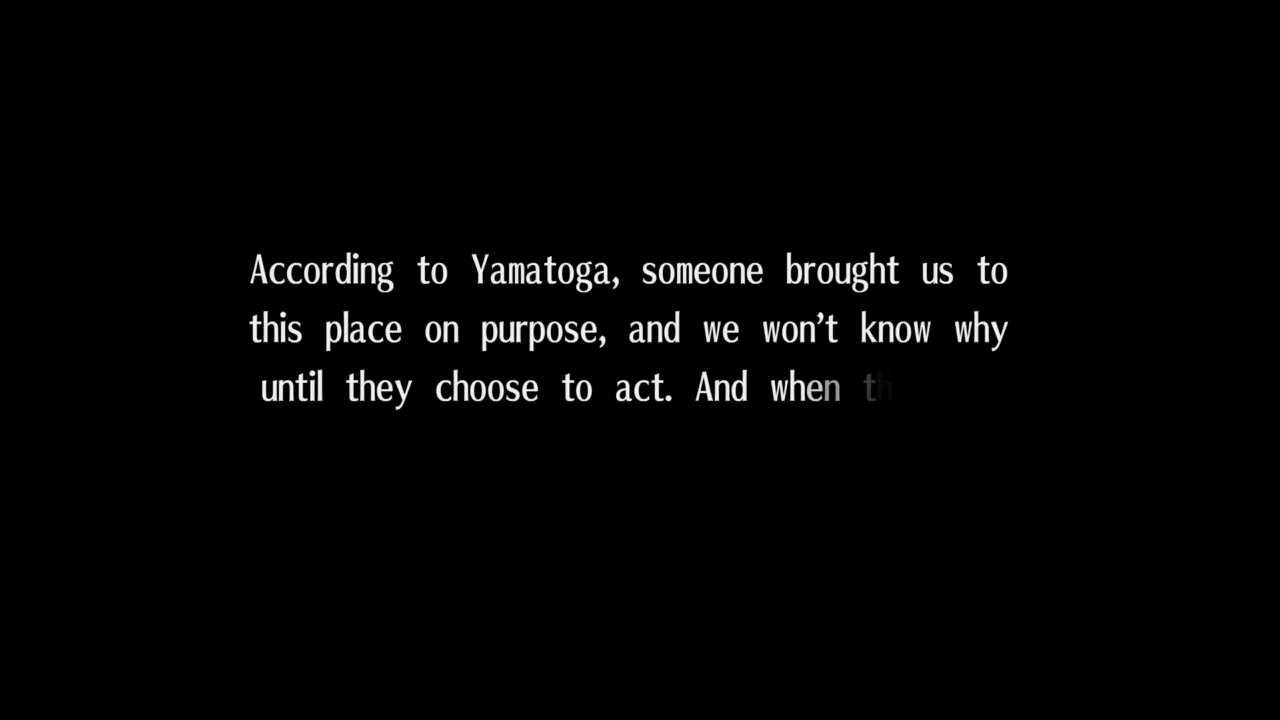 According to Yamatoga, someone brought us to
this place on purpose, and we won’t know why
until they choose to act. And when